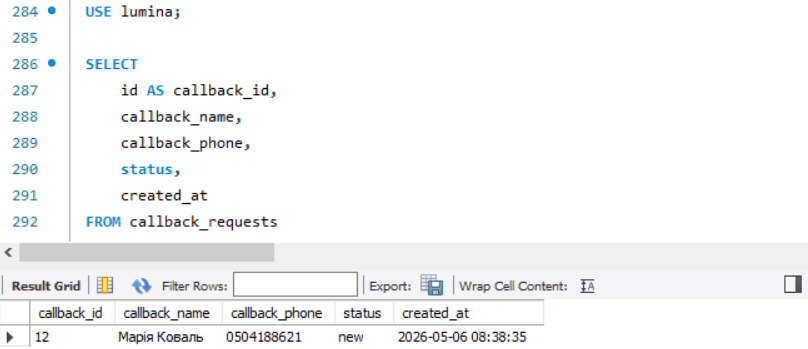 284 USE lumina;
285
286 SELECT
287 id AS callback_id,
288 callback_name,
289 callback_phone,
290 status,
291 created_at
292 FROM callback_requests
Result Grid Filter Rows: Export: Wrap Cell Content: IA
callback_id callback_name callback_phone status created_at
12 Марія Коваль 0504188621 new 2026-05-06 08:38:35